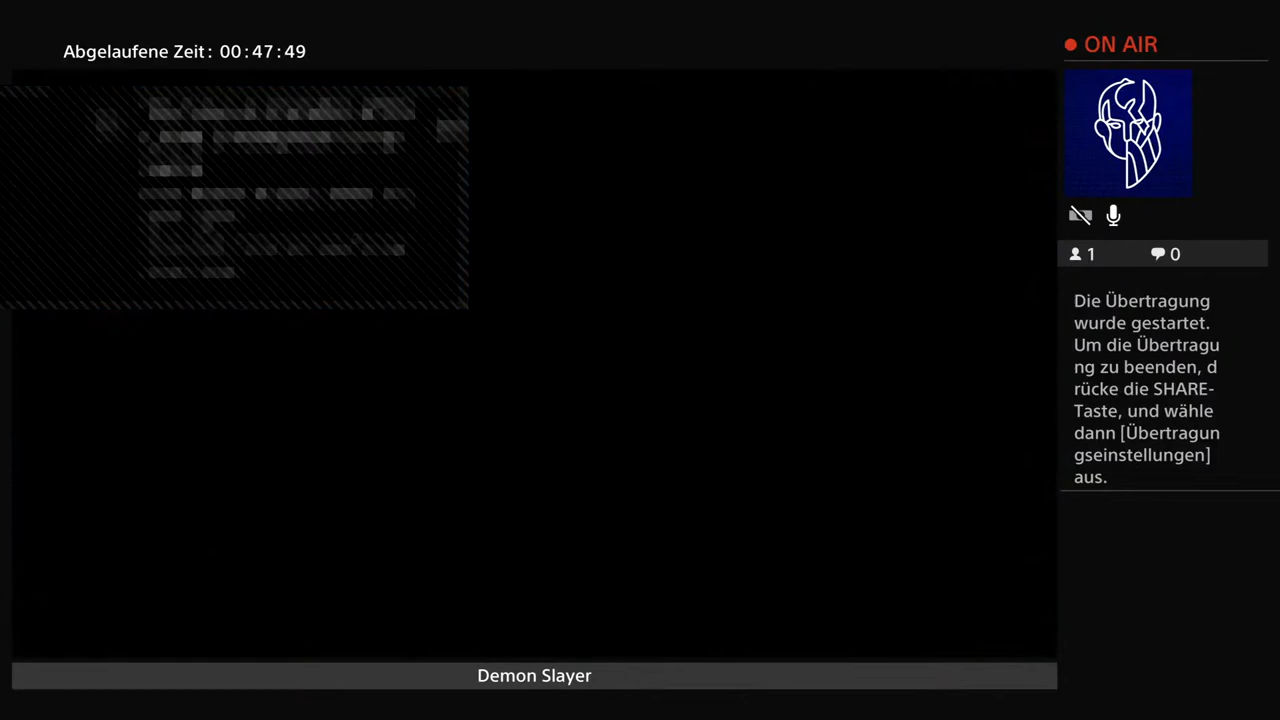 Abgelaufene Zeit: 00:47:49
ON AIR
1 0
Die Übertragung
wurde gestartet.
Um die Übertragu
ng zu beenden, d
rücke die SHARE-
Taste, und wähle
dann [Übertragun
gseinstellungen]
aus.
Demon Slayer